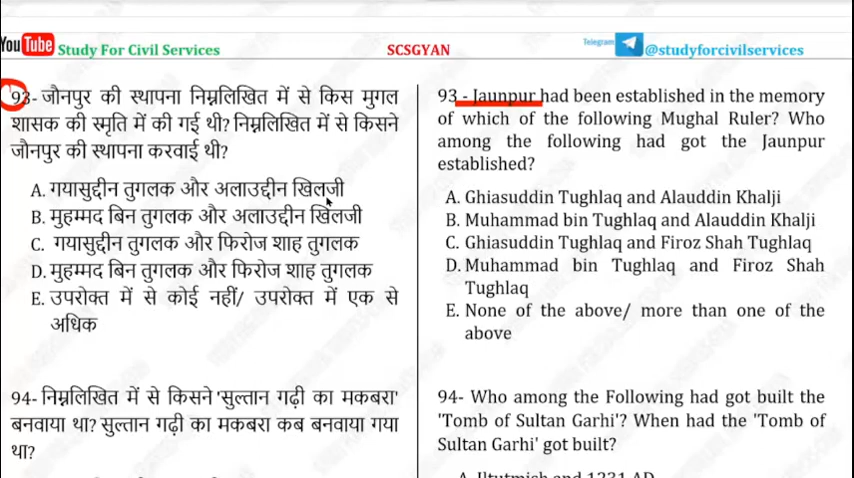 YouTube Study For Civil Services
SCSGYAN
Telegram @studyforcivilservices
93- जौनपुर की स्थापना निम्नलिखित में से किस मुगल
शासक की स्मृति में की गई थी? निम्नलिखित में से किसने
जौनपुर की स्थापना करवाई थी?
A. गयासुद्दीन तुगलक और अलाउद्दीन खिलजी
B. मुहम्मद बिन तुगलक और अलाउद्दीन खिलजी
C. गयासुद्दीन तुगलक और फिरोज शाह तुगलक
D. मुहम्मद बिन तुगलक और फिरोज शाह तुगलक
E. उपरोक्त में से कोई नहीं/ उपरोक्त में एक से
अधिक
94- निम्नलिखित में से किसने 'सुल्तान गढ़ी का मकबरा'
बनवाया था? सुल्तान गढ़ी का मकबरा कब बनवाया गया
था?
93 - Jaunpur had been established in the memory
of which of the following Mughal Ruler? Who
among the following had got the Jaunpur
established?
A. Ghiasuddin Tughlaq and Alauddin Khalji
B. Muhammad bin Tughlaq and Alauddin Khalji
C. Ghiasuddin Tughlaq and Firoz Shah Tughlaq
D. Muhammad bin Tughlaq and Firoz Shah
Tughlaq
E. None of the above/ more than one of the
above
94- Who among the Following had got built the
'Tomb of Sultan Garhi'? When had the 'Tomb of
Sultan Garhi' got built?
A. Iltutmish and 1231 AD